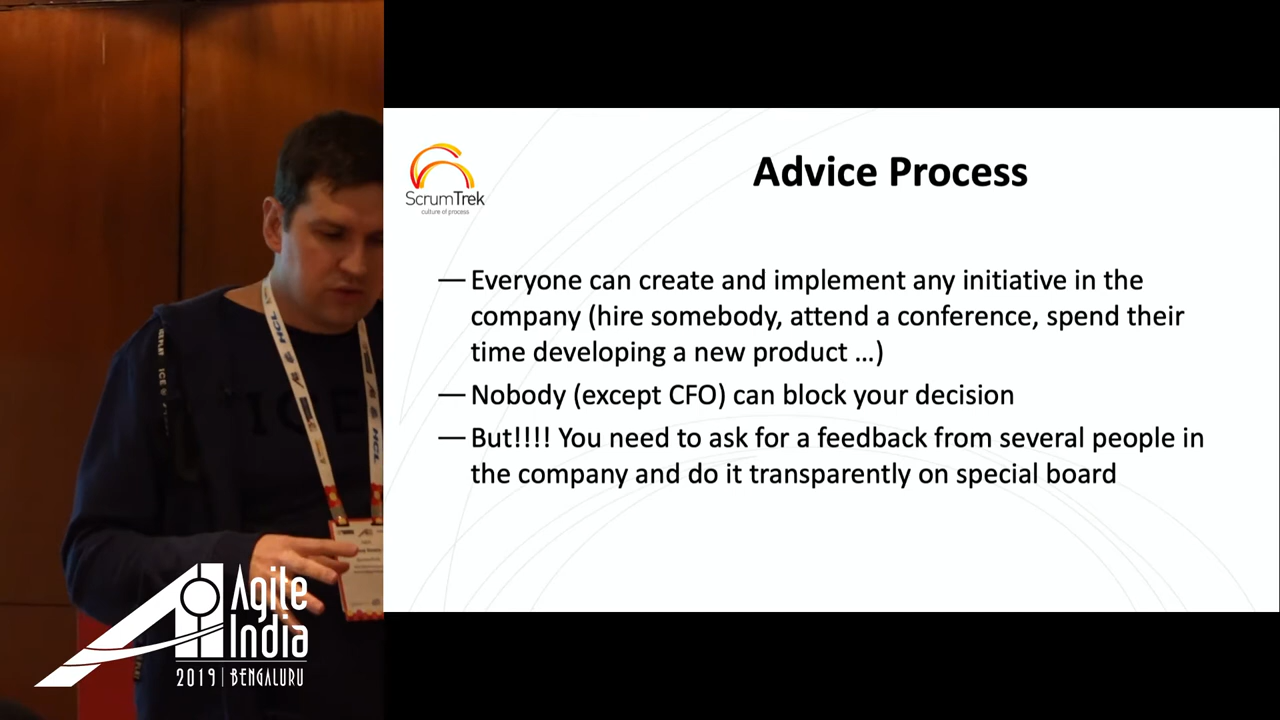 ScrumTrek
culture of process
Advice Process
— Everyone can create and implement any initiative in the
company (hire somebody, attend a conference, spend their
time developing a new product ...)
— Nobody (except CFO) can block your decision
— But!!!! You need to ask for a feedback from several people in
the company and do it transparently on special board
HCL
HCL
ICE
Agile
India
2019 | BENGALURU